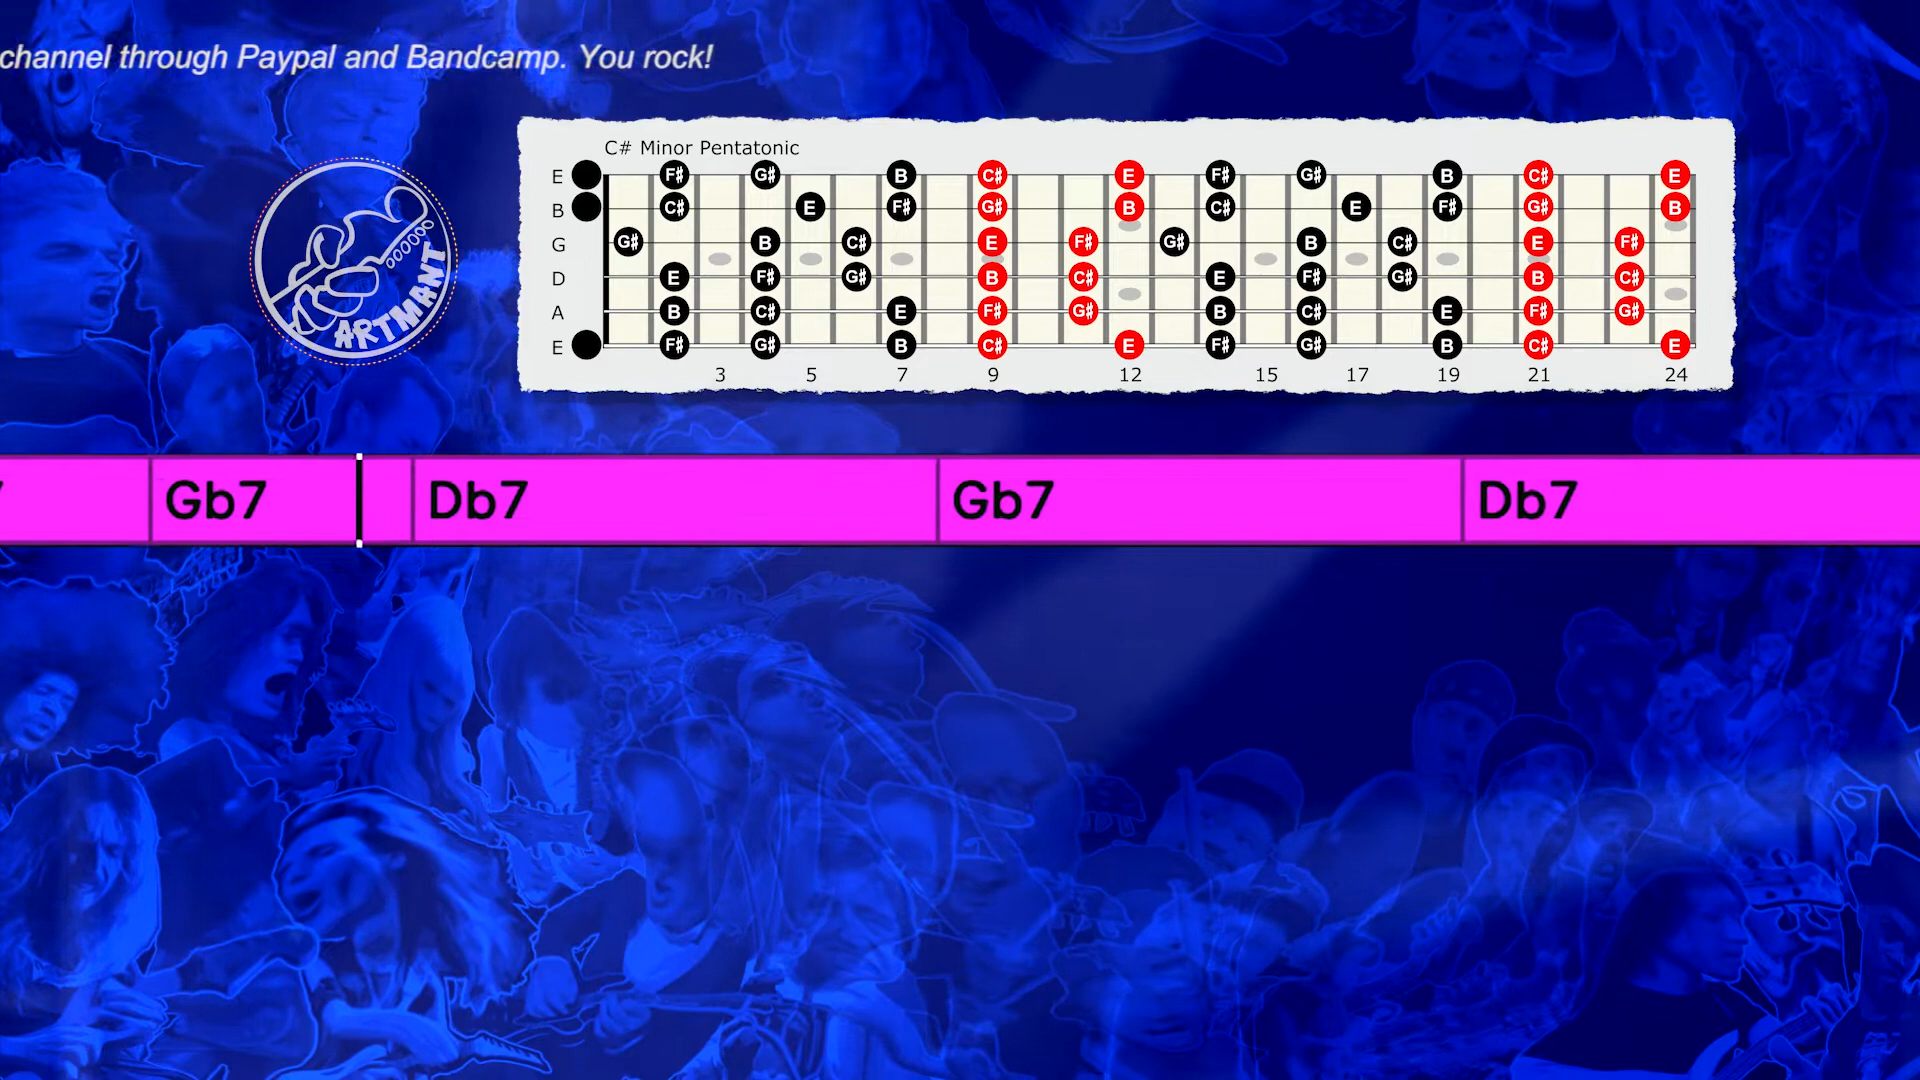 channel through Paypal and Bandcamp. You rock!
ARTMANT
C# Minor Pentatonic
E F# G# B C# E F# G# B C# E
B C# E F# G# B C# E F# G# B
G G# B C# E F# G# B C# E F#
D E F# G# B C# E F# G# B C#
A B C# E F# G# B C# E F# G#
E F# G# B C# E F# G# B C# E
3 5 7 9 12 15 17 19 21 24
7 Gb7 Db7 Gb7 Db7